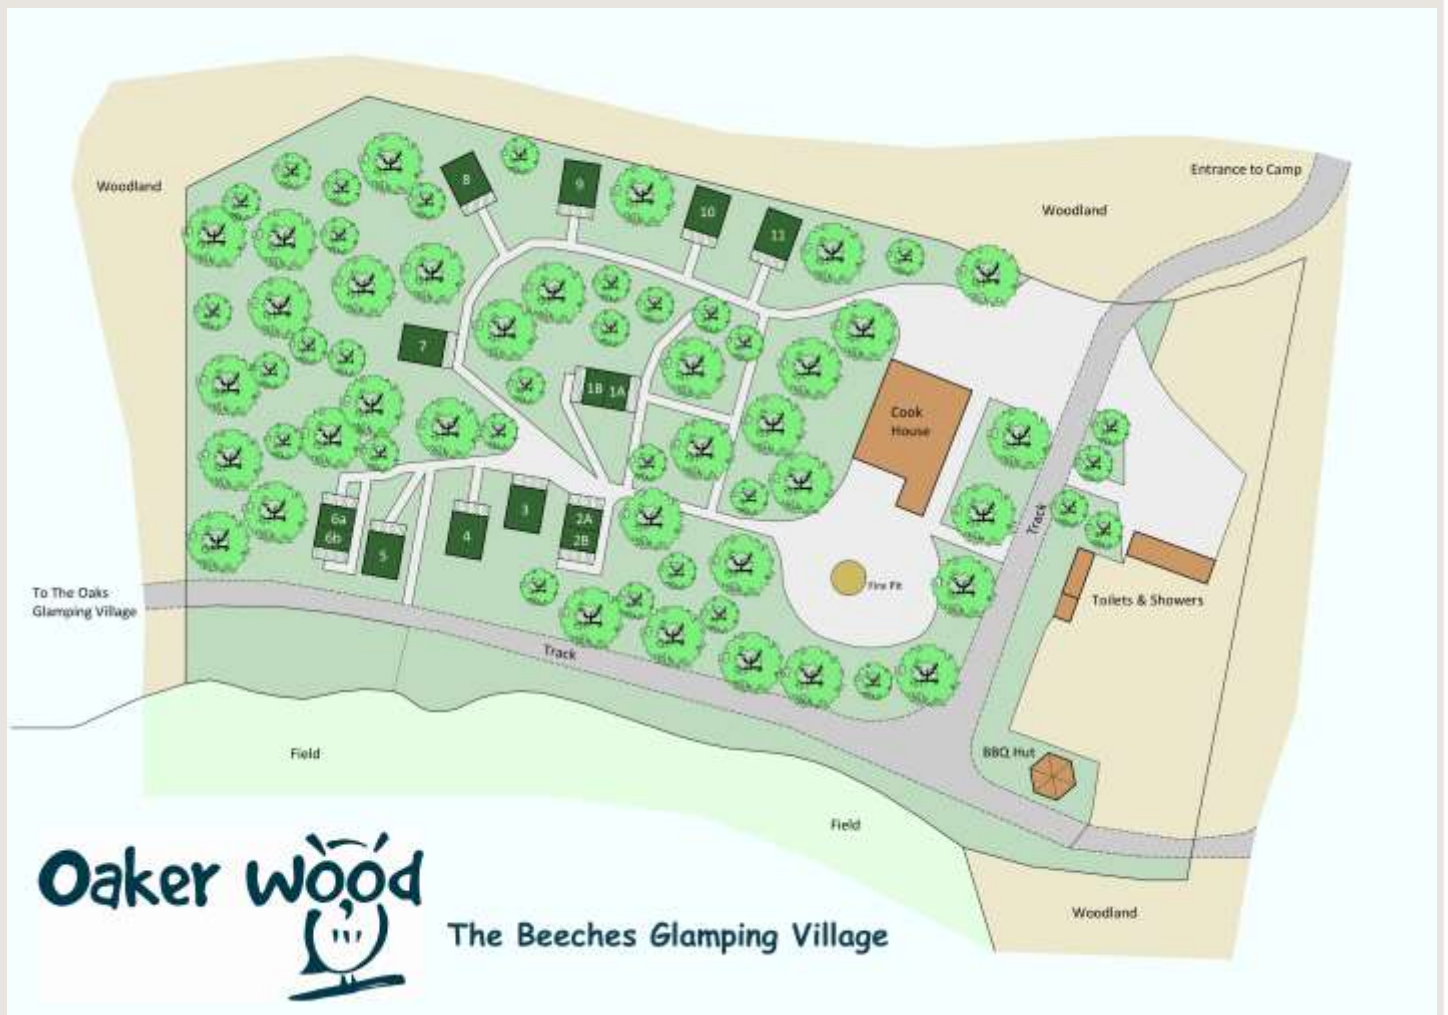 Entrance to Camp
Woodland
Woodland
8
9
10
11
7
1B 1A
Cook
House
6a
6b
5
4
3
2A
2B
Track
Fire Pit
To The Oaks
Glamping Village
Toilets & Showers
Track
BBQ Hut
Field
Field
Woodland
Oaker wood
The Beeches Glamping Village